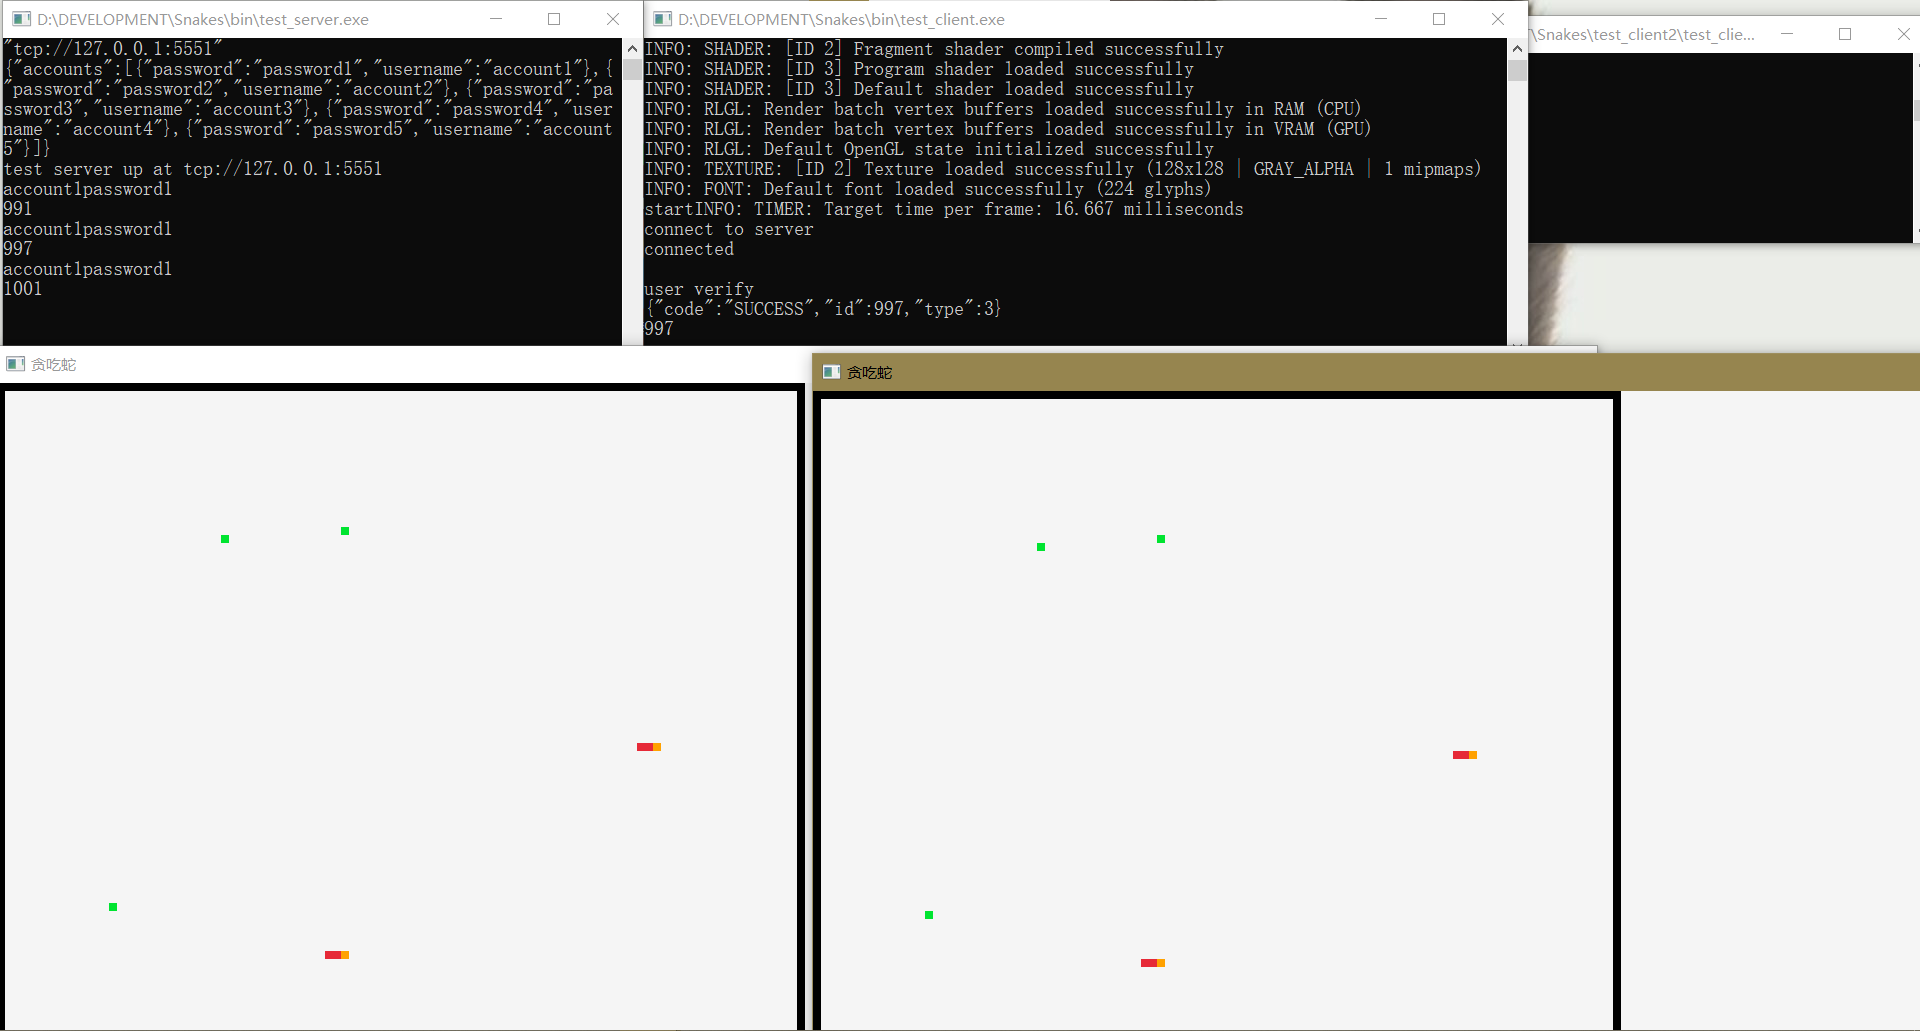 D:\DEVELOPMENT\Snakes\bin\test_server.exe
"tcp://127.0.0.1:5551"
{"accounts":[{"password":"password1","username":"account1"},{
"password":"password2","username":"account2"},{"password":"pa
ssword3","username":"account3"},{"password":"password4","user
name":"account4"},{"password":"password5","username":"account
5"}]}
test server up at tcp://127.0.0.1:5551
account1password1
991
account1password1
997
account1password1
1001
D:\DEVELOPMENT\Snakes\bin\test_client.exe
INFO: SHADER: [ID 2] Fragment shader compiled successfully
INFO: SHADER: [ID 3] Program shader loaded successfully
INFO: SHADER: [ID 3] Default shader loaded successfully
INFO: RLGL: Render batch vertex buffers loaded successfully in RAM (CPU)
INFO: RLGL: Render batch vertex buffers loaded successfully in VRAM (GPU)
INFO: RLGL: Default OpenGL state initialized successfully
INFO: TEXTURE: [ID 2] Texture loaded successfully (128x128 | GRAY_ALPHA | 1 mipmaps)
INFO: FONT: Default font loaded successfully (224 glyphs)
startINFO: TIMER: Target time per frame: 16.667 milliseconds
connect to server
connected
user verify
{"code":"SUCCESS","id":997,"type":3}
997
\Snakes\test_client2\test_clie...
贪吃蛇
贪吃蛇